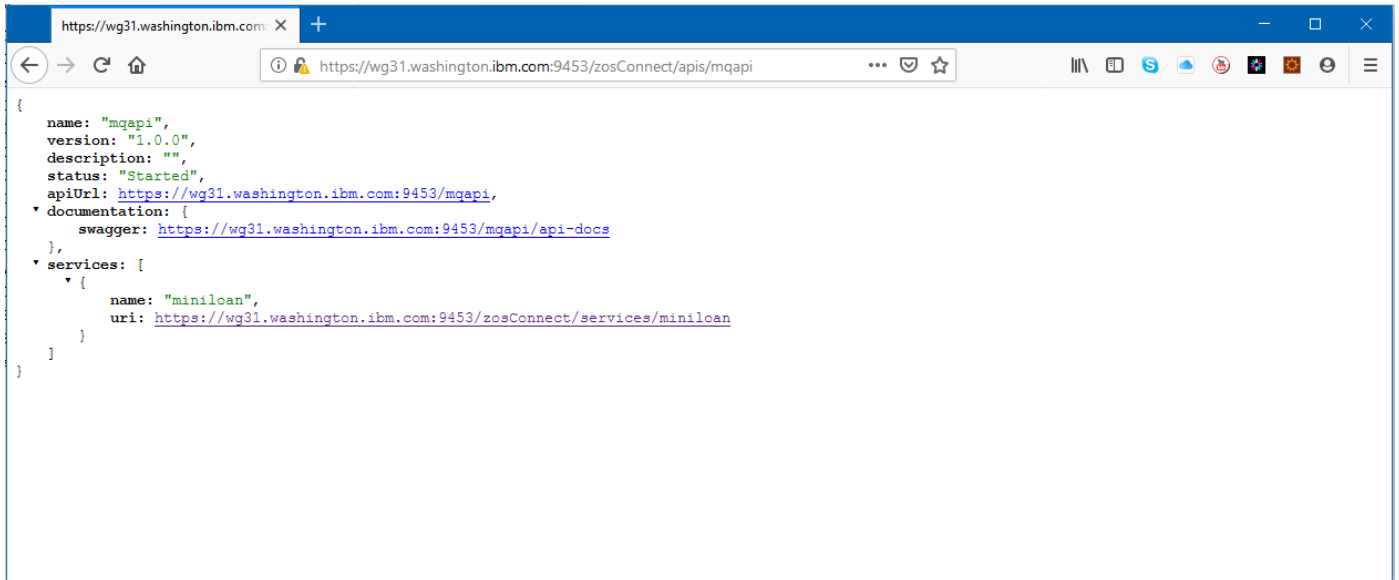 https://wg31.washington.ibm.com:
https://wg31.washington.ibm.com:9453/zosConnect/apis/mqapi
{
name: "mqapi",
version: "1.0.0",
description: "",
status: "Started",
apiUrl: https://wg31.washington.ibm.com:9453/mqapi,
documentation: {
swagger: https://wg31.washington.ibm.com:9453/mqapi/api-docs
},
services: [
{
name: "miniloan",
uri: https://wg31.washington.ibm.com:9453/zosConnect/services/miniloan
}
]
}